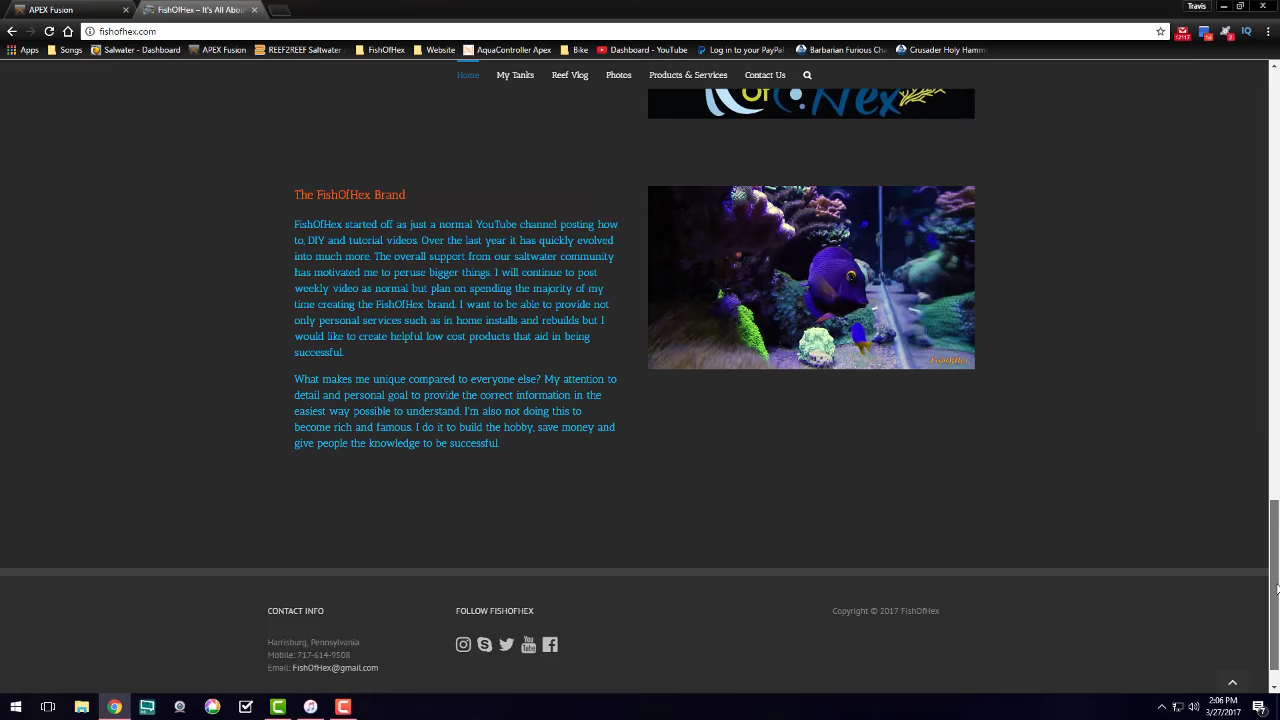 APEX Fusion
FishOfHex – It's All Abou
Travis
fishofhex.com
Apps
Songs
Salwater - Dashboard
APEX Fusion
REEF2REEF Saltwater
FishOfHex
Website
AquaController Apex
Bike
Dashboard - YouTube
Log in to your PayPal
Barbarian Furious Cha
Crusader Holy Hamm
Home
My Tanks
Reef Vlog
Photos
Products & Services
Contact Us
Of Hex
The FishOfHex Brand
FishOfHex started off as just a normal YouTube channel posting how
to, DIY and tutorial videos. Over the last year it has quickly evolved
into much more. The overall support from our saltwater community
has motivated me to peruse bigger things. I will continue to post
weekly video as normal but plan on spending the majority of my
time creating the FishOfHex brand. I want to be able to provide not
only personal services such as in home installs and rebuilds but I
would like to create helpful low cost products that aid in being
successful.
What makes me unique compared to everyone else? My attention to
detail and personal goal to provide the correct information in the
easiest way possible to understand. I'm also not doing this to
become rich and famous. I do it to build the hobby, save money and
give people the knowledge to be successful.
FishOfHex
CONTACT INFO
Harrisburg, Pennsylvania
Mobile: 717-614-9508
Email: FishOfHex@gmail.com
FOLLOW FISHOFHEX
You
Tube
Copyright © 2017 FishOfHex
2:06 PM
3/27/2017